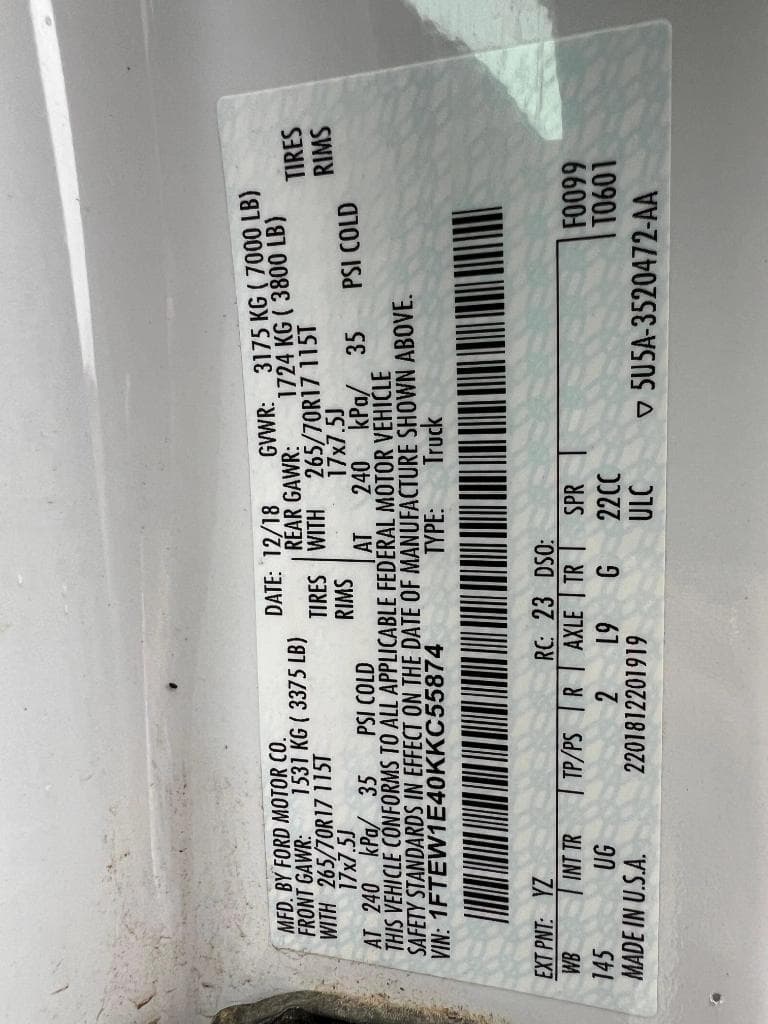 MFD. BY FORD MOTOR CO.
DATE: 12/18 GVWR: 3175 KG ( 7000 LB)
FRONT GAWR: 1531 KG ( 3375 LB) REAR GAWR: 1724 KG ( 3800 LB)
WITH 265/70R17 115T TIRES WITH 265/70R17 115T TIRES
17x7.5J RIMS 17x7.5J RIMS
AT 240 kPa/ 35 PSI COLD AT 240 kPa/ 35 PSI COLD
THIS VEHICLE CONFORMS TO ALL APPLICABLE FEDERAL MOTOR VEHICLE
SAFETY STANDARDS IN EFFECT ON THE DATE OF MANUFACTURE SHOWN ABOVE.
VIN: 1FTEW1E40KKC55874 TYPE: Truck
EXT PNT: YZ RC: 23 DSO: F0099
WB INT TR TP/PS R AXLE TR SPR T0601
145 UG 2 L9 G 22CC
MADE IN U.S.A. 2201812201919 ULC ▽ 5U5A-3520472-AA